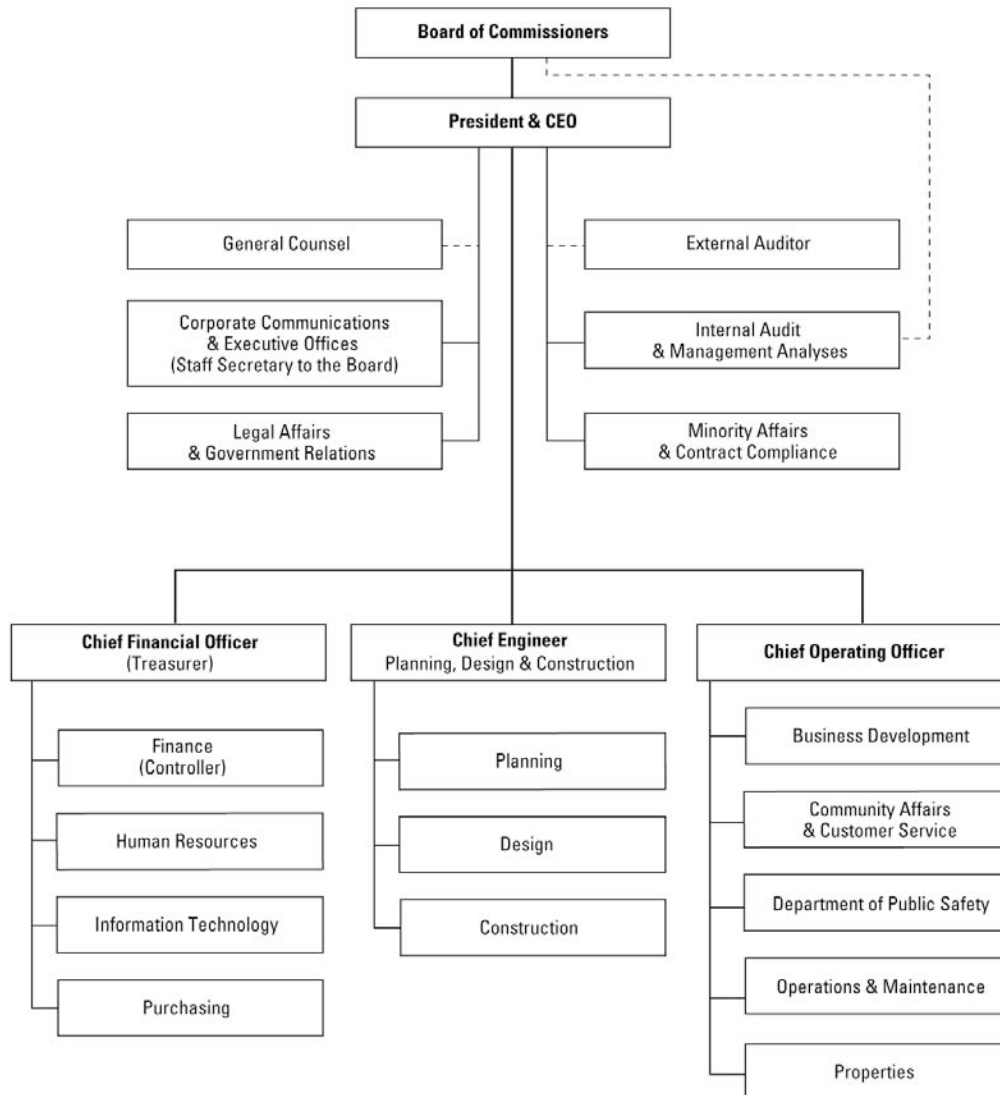 Board of Commissioners
President & CEO
General Counsel
External Auditor
Corporate Communications
& Executive Offices
(Staff Secretary to the Board)
Internal Audit
& Management Analyses
Legal Affairs
& Government Relations
Minority Affairs
& Contract Compliance
Chief Financial Officer
(Treasurer)
Finance
(Controller)
Human Resources
Information Technology
Purchasing
Chief Engineer
Planning, Design & Construction
Planning
Design
Construction
Chief Operating Officer
Business Development
Community Affairs
& Customer Service
Department of Public Safety
Operations & Maintenance
Properties